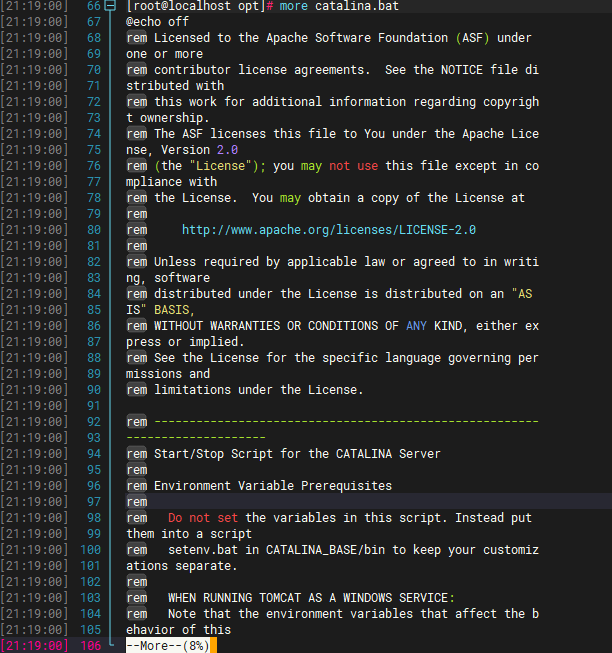 [21:19:00] 66 [root@localhost opt]# more catalina.bat
[21:19:00] 67 @echo off
[21:19:00] 68 rem Licensed to the Apache Software Foundation (ASF) under
[21:19:00] 69 one or more
[21:19:00] 70 rem contributor license agreements.  See the NOTICE file di
[21:19:00] 71 stributed with
[21:19:00] 72 rem this work for additional information regarding copyrigh
[21:19:00] 73 t ownership.
[21:19:00] 74 rem The ASF licenses this file to You under the Apache Lice
[21:19:00] 75 nse, Version 2.0
[21:19:00] 76 rem (the "License"); you may not use this file except in co
[21:19:00] 77 mpliance with
[21:19:00] 78 rem the License.  You may obtain a copy of the License at
[21:19:00] 79 rem
[21:19:00] 80 rem     http://www.apache.org/licenses/LICENSE-2.0
[21:19:00] 81 rem
[21:19:00] 82 rem Unless required by applicable law or agreed to in writi
[21:19:00] 83 ng, software
[21:19:00] 84 rem distributed under the License is distributed on an "AS
[21:19:00] 85 IS" BASIS,
[21:19:00] 86 rem WITHOUT WARRANTIES OR CONDITIONS OF ANY KIND, either ex
[21:19:00] 87 press or implied.
[21:19:00] 88 rem See the License for the specific language governing per
[21:19:00] 89 missions and
[21:19:00] 90 rem limitations under the License.
[21:19:00] 91
[21:19:00] 92 rem -------------------------------------------------------
[21:19:00] 93 --------------------
[21:19:00] 94 rem Start/Stop Script for the CATALINA Server
[21:19:00] 95 rem
[21:19:00] 96 rem Environment Variable Prerequisites
[21:19:00] 97 rem
[21:19:00] 98 rem   Do not set the variables in this script. Instead put
[21:19:00] 99 them into a script
[21:19:00] 100 rem   setenv.bat in CATALINA_BASE/bin to keep your customiz
[21:19:00] 101 ations separate.
[21:19:00] 102 rem
[21:19:00] 103 rem   WHEN RUNNING TOMCAT AS A WINDOWS SERVICE:
[21:19:00] 104 rem   Note that the environment variables that affect the b
[21:19:00] 105 ehavior of this
[21:19:00] 106 --More--(8%)